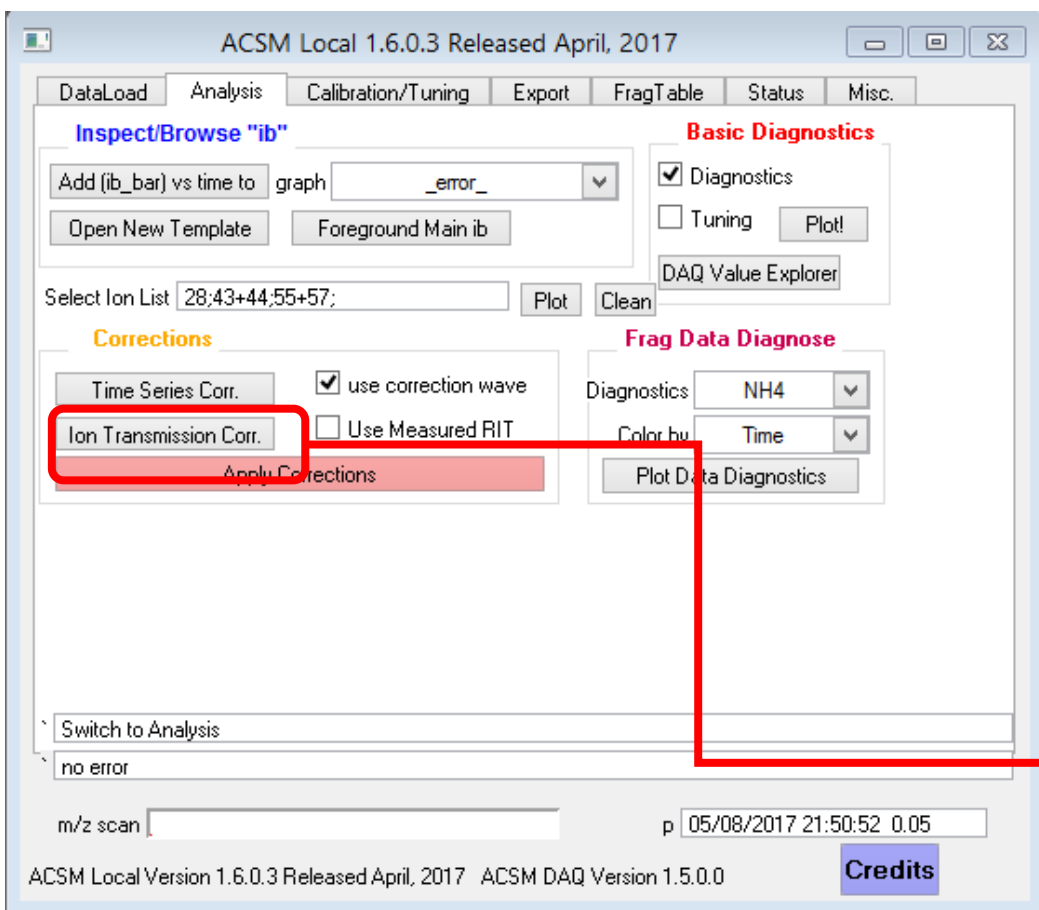 ACSM Local 1.6.0.3 Released April, 2017
DataLoad Analysis Calibration/Tuning Export FragTable Status Misc.
Inspect/Browse "ib"
Basic Diagnostics
Add (ib_bar) vs time to graph _error_
Diagnostics
Open New Template Foreground Main ib
Tuning Plot!
DAQ Value Explorer
Select Ion List 28;43+44;55+57; Plot Clean
Corrections
Frag Data Diagnose
Time Series Corr. use correction wave
Diagnostics NH4
Ion Transmission Corr. Use Measured RIT
Color by Time
Apply Corrections
Plot Data Diagnostics
` Switch to Analysis
` no error
m/z scan p 05/08/2017 21:50:52 0.05
ACSM Local Version 1.6.0.3 Released April, 2017 ACSM DAQ Version 1.5.0.0
Credits